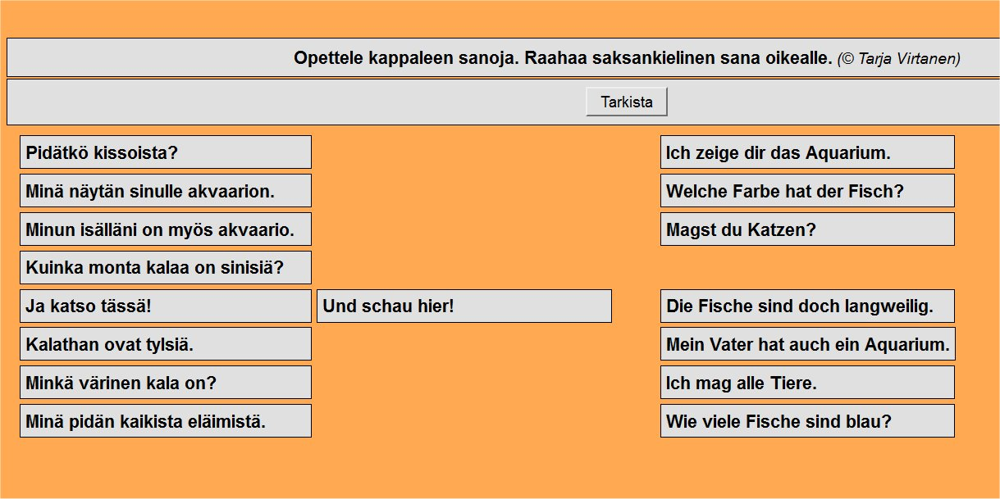 Opettele kappaleen sanoja. Raahaa saksankielinen sana oikealle. (© Tarja Virtanen)
Tarkista
Pidätkö kissoista?
Ich zeige dir das Aquarium.
Minä näytän sinulle akvaarion.
Welche Farbe hat der Fisch?
Minun isälläni on myös akvaario.
Magst du Katzen?
Kuinka monta kalaa on sinisiä?
Ja katso tässä!
Und schau hier!
Die Fische sind doch langweilig.
Kalathan ovat tylsiä.
Mein Vater hat auch ein Aquarium.
Minkä värinen kala on?
Ich mag alle Tiere.
Minä pidän kaikista eläimistä.
Wie viele Fische sind blau?